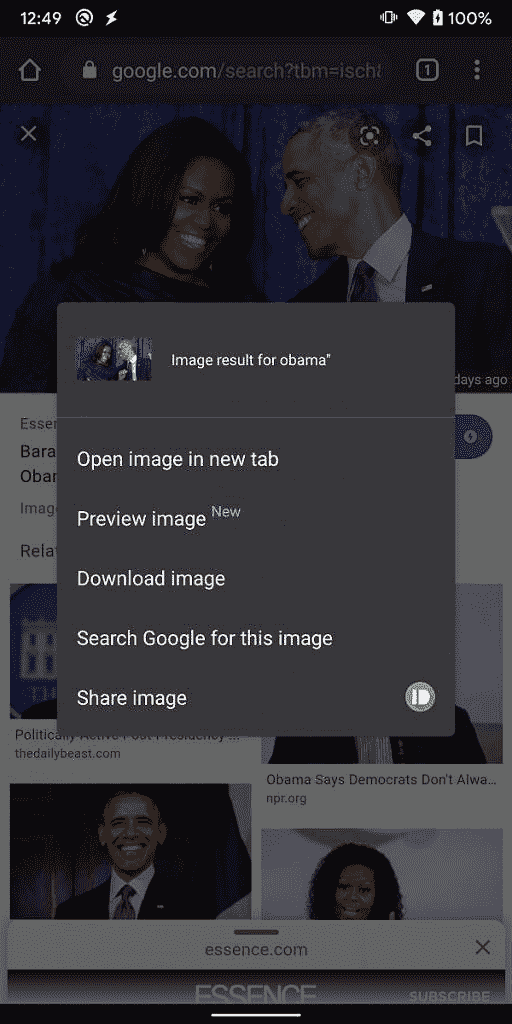 12:49
100%
google.com/search?tbm=isch
1
days ago
Image result for obama"
Open image in new tab
Preview image New
Download image
Search Google for this image
Share image
Esse
Bara
Obar
Imag
Rela
TH
Politically Active Post-Presidency ...
thedailybeast.com
Obama Says Democrats Don't Alwa...
npr.org
essence.com
ESSENCE
SUBSCRIBE